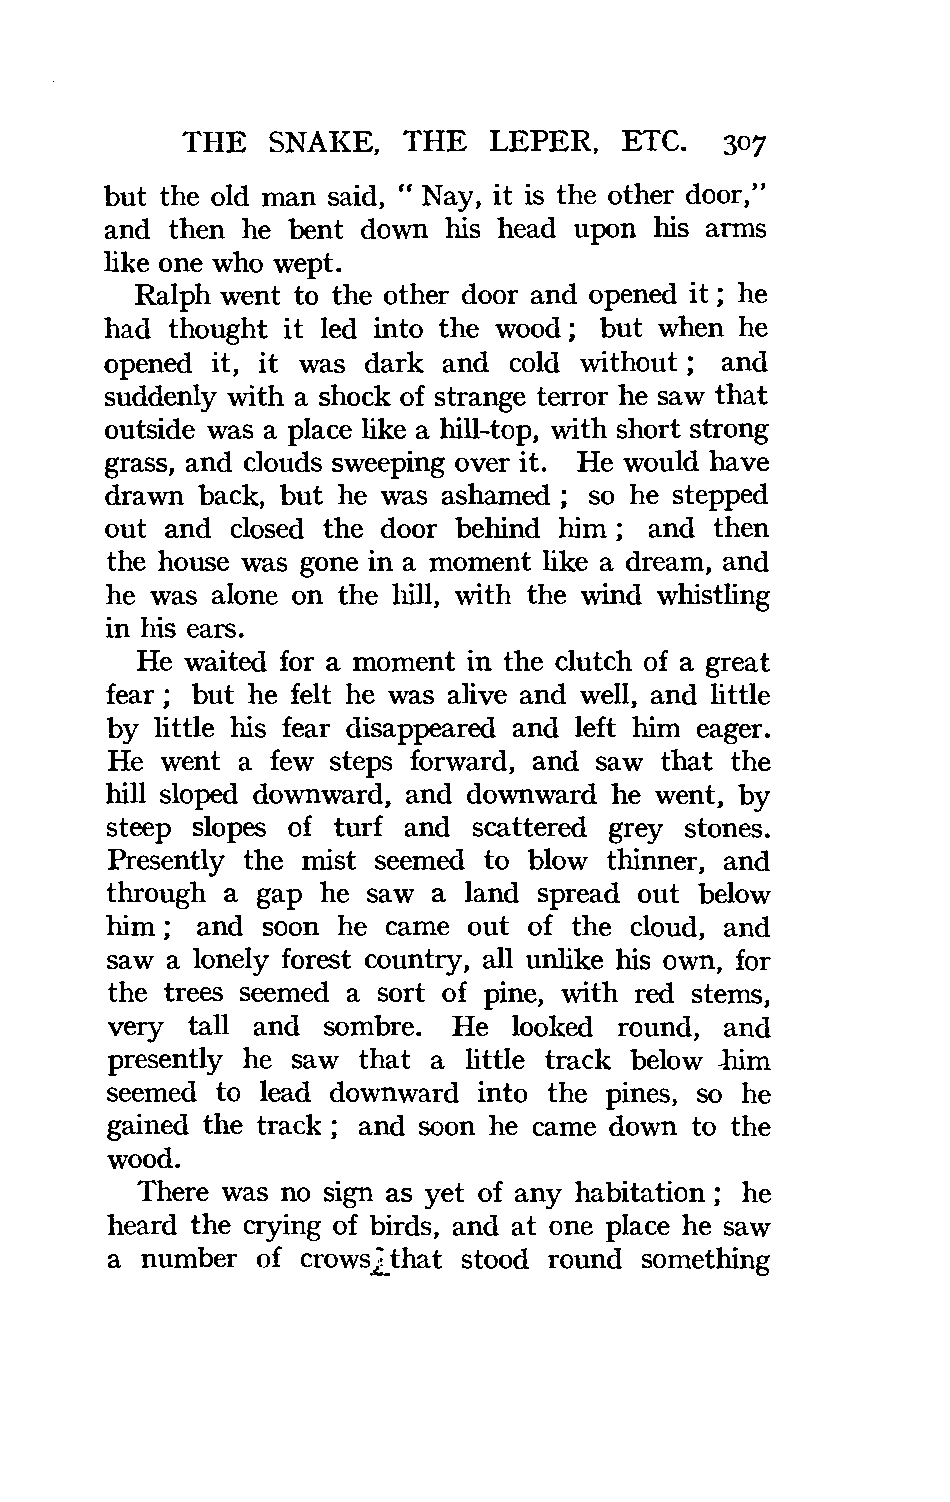 THE SNAKE, THE LEPER, ETC. 307
but the old man said, “ Nay, it is the other door,”
and then he bent down his head upon his arms
like one who wept.
Ralph went to the other door and opened it ; he
had thought it led into the wood ; but when he
opened it, it was dark and cold without ; and
suddenly with a shock of strange terror he saw that
outside was a place like a hill-top, with short strong
grass, and clouds sweeping over it. He would have
drawn back, but he was ashamed ; so he stepped
out and closed the door behind him ; and then
the house was gone in a moment like a dream, and
he was alone on the hill, with the wind whistling
in his ears.
He waited for a moment in the clutch of a great
fear ; but he felt he was alive and well, and little
by little his fear disappeared and left him eager.
He went a few steps forward, and saw that the
hill sloped downward, and downward he went, by
steep slopes of turf and scattered grey stones.
Presently the mist seemed to blow thinner, and
through a gap he saw a land spread out below
him ; and soon he came out of the cloud, and
saw a lonely forest country, all unlike his own, for
the trees seemed a sort of pine, with red stems,
very tall and sombre. He looked round, and
presently he saw that a little track below him
seemed to lead downward into the pines, so he
gained the track ; and soon he came down to the
wood.
There was no sign as yet of any habitation ; he
heard the crying of birds, and at one place he saw
a number of crows that stood round something